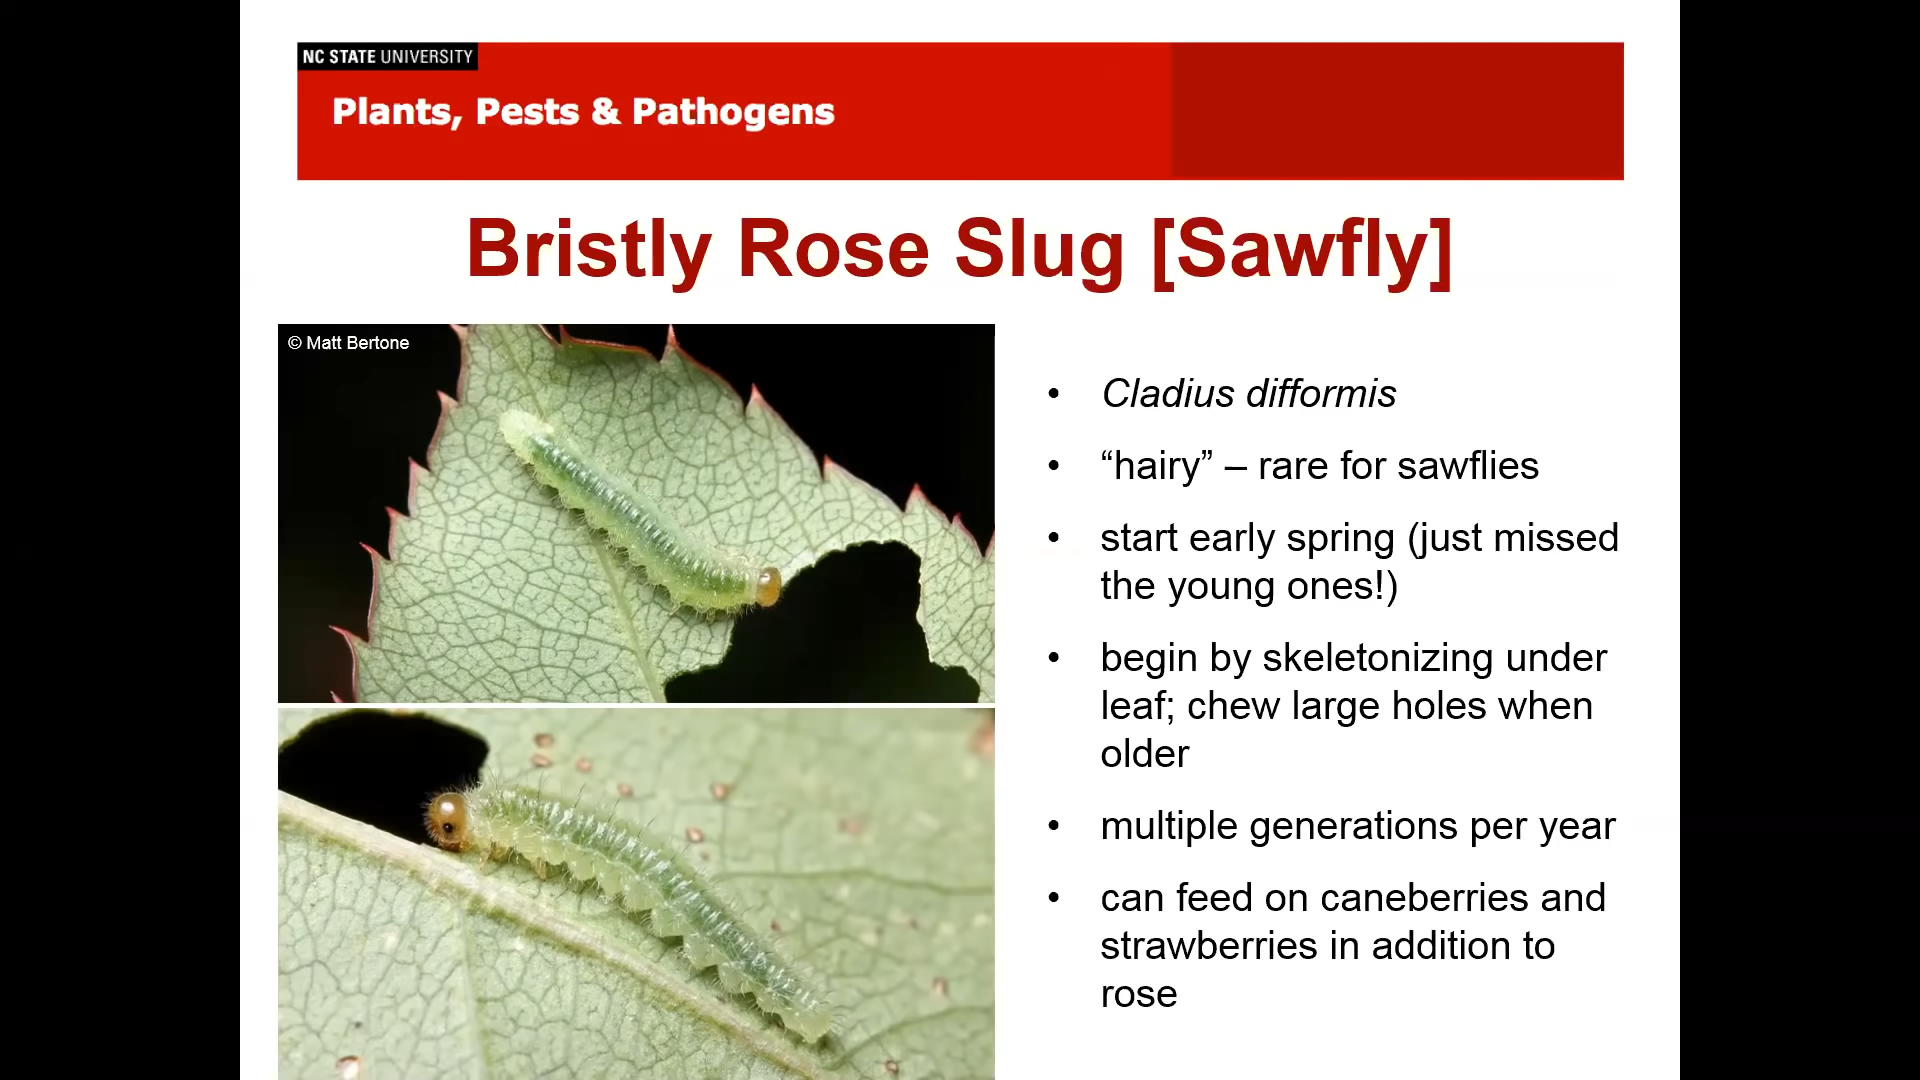 NC STATE UNIVERSITY
Plants, Pests & Pathogens
Bristly Rose Slug [Sawfly]
© Matt Bertone
• Cladius difformis
• “hairy” – rare for sawflies
• start early spring (just missed
the young ones!)
• begin by skeletonizing under
leaf; chew large holes when
older
• multiple generations per year
• can feed on caneberries and
strawberries in addition to
rose